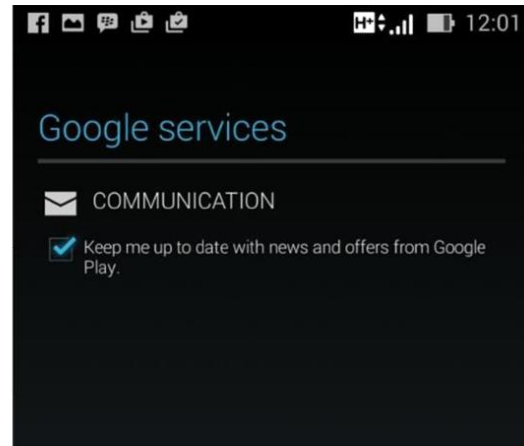 H+ 12:01
Google services
COMMUNICATION
Keep me up to date with news and offers from Google
Play.